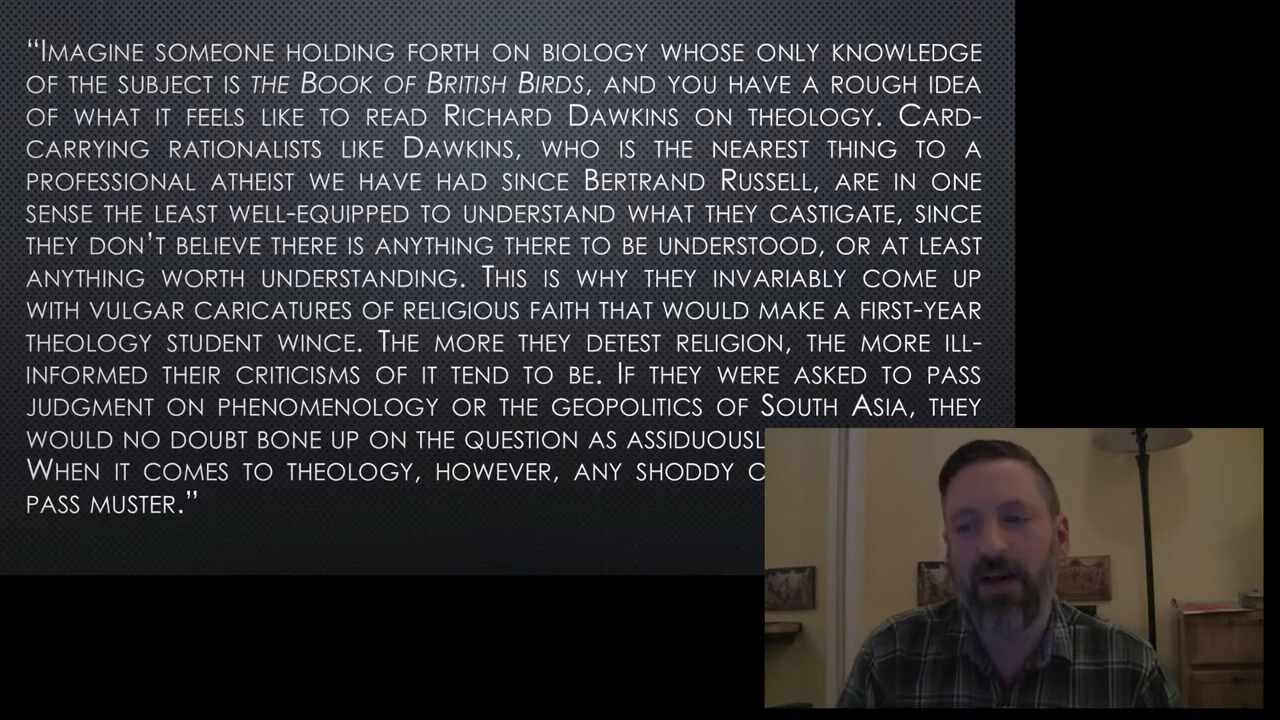 “IMAGINE SOMEONE HOLDING FORTH ON BIOLOGY WHOSE ONLY KNOWLEDGE
OF THE SUBJECT IS THE BOOK OF BRITISH BIRDS, AND YOU HAVE A ROUGH IDEA
OF WHAT IT FEELS LIKE TO READ RICHARD DAWKINS ON THEOLOGY. CARD-
CARRYING RATIONALISTS LIKE DAWKINS, WHO IS THE NEAREST THING TO A
PROFESSIONAL ATHEIST WE HAVE HAD SINCE BERTRAND RUSSELL, ARE IN ONE
SENSE THE LEAST WELL-EQUIPPED TO UNDERSTAND WHAT THEY CASTIGATE, SINCE
THEY DON’T BELIEVE THERE IS ANYTHING THERE TO BE UNDERSTOOD, OR AT LEAST
ANYTHING WORTH UNDERSTANDING. THIS IS WHY THEY INVARIABLY COME UP
WITH VULGAR CARICATURES OF RELIGIOUS FAITH THAT WOULD MAKE A FIRST-YEAR
THEOLOGY STUDENT WINCE. THE MORE THEY DETEST RELIGION, THE MORE ILL-
INFORMED THEIR CRITICISMS OF IT TEND TO BE. IF THEY WERE ASKED TO PASS
JUDGMENT ON PHENOMENOLOGY OR THE GEOPOLITICS OF SOUTH ASIA, THEY
WOULD NO DOUBT BONE UP ON THE QUESTION AS
WHEN IT COMES TO THEOLOGY, HOWEVER, ANY SHODDY
PASS MUSTER.”